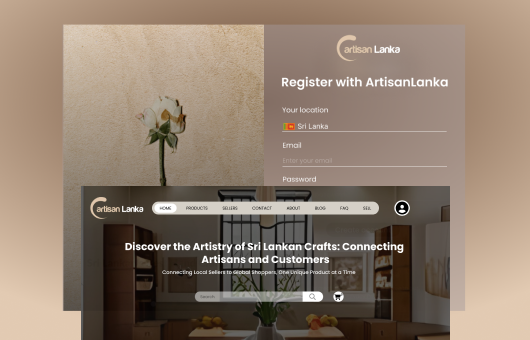 artisan Lanka
Register with ArtisanLanka
Your location
Sri Lanka
Email
Enter your email
Password
artisan Lanka
HOME PRODUCTS SELLERS CONTACT ABOUT BLOG FAQ SELL
Discover the Artistry of Sri Lankan Crafts: Connecting
Artisans and Customers
Connecting Local Sellers to Global Shoppers, One Unique Product at a Time
Search